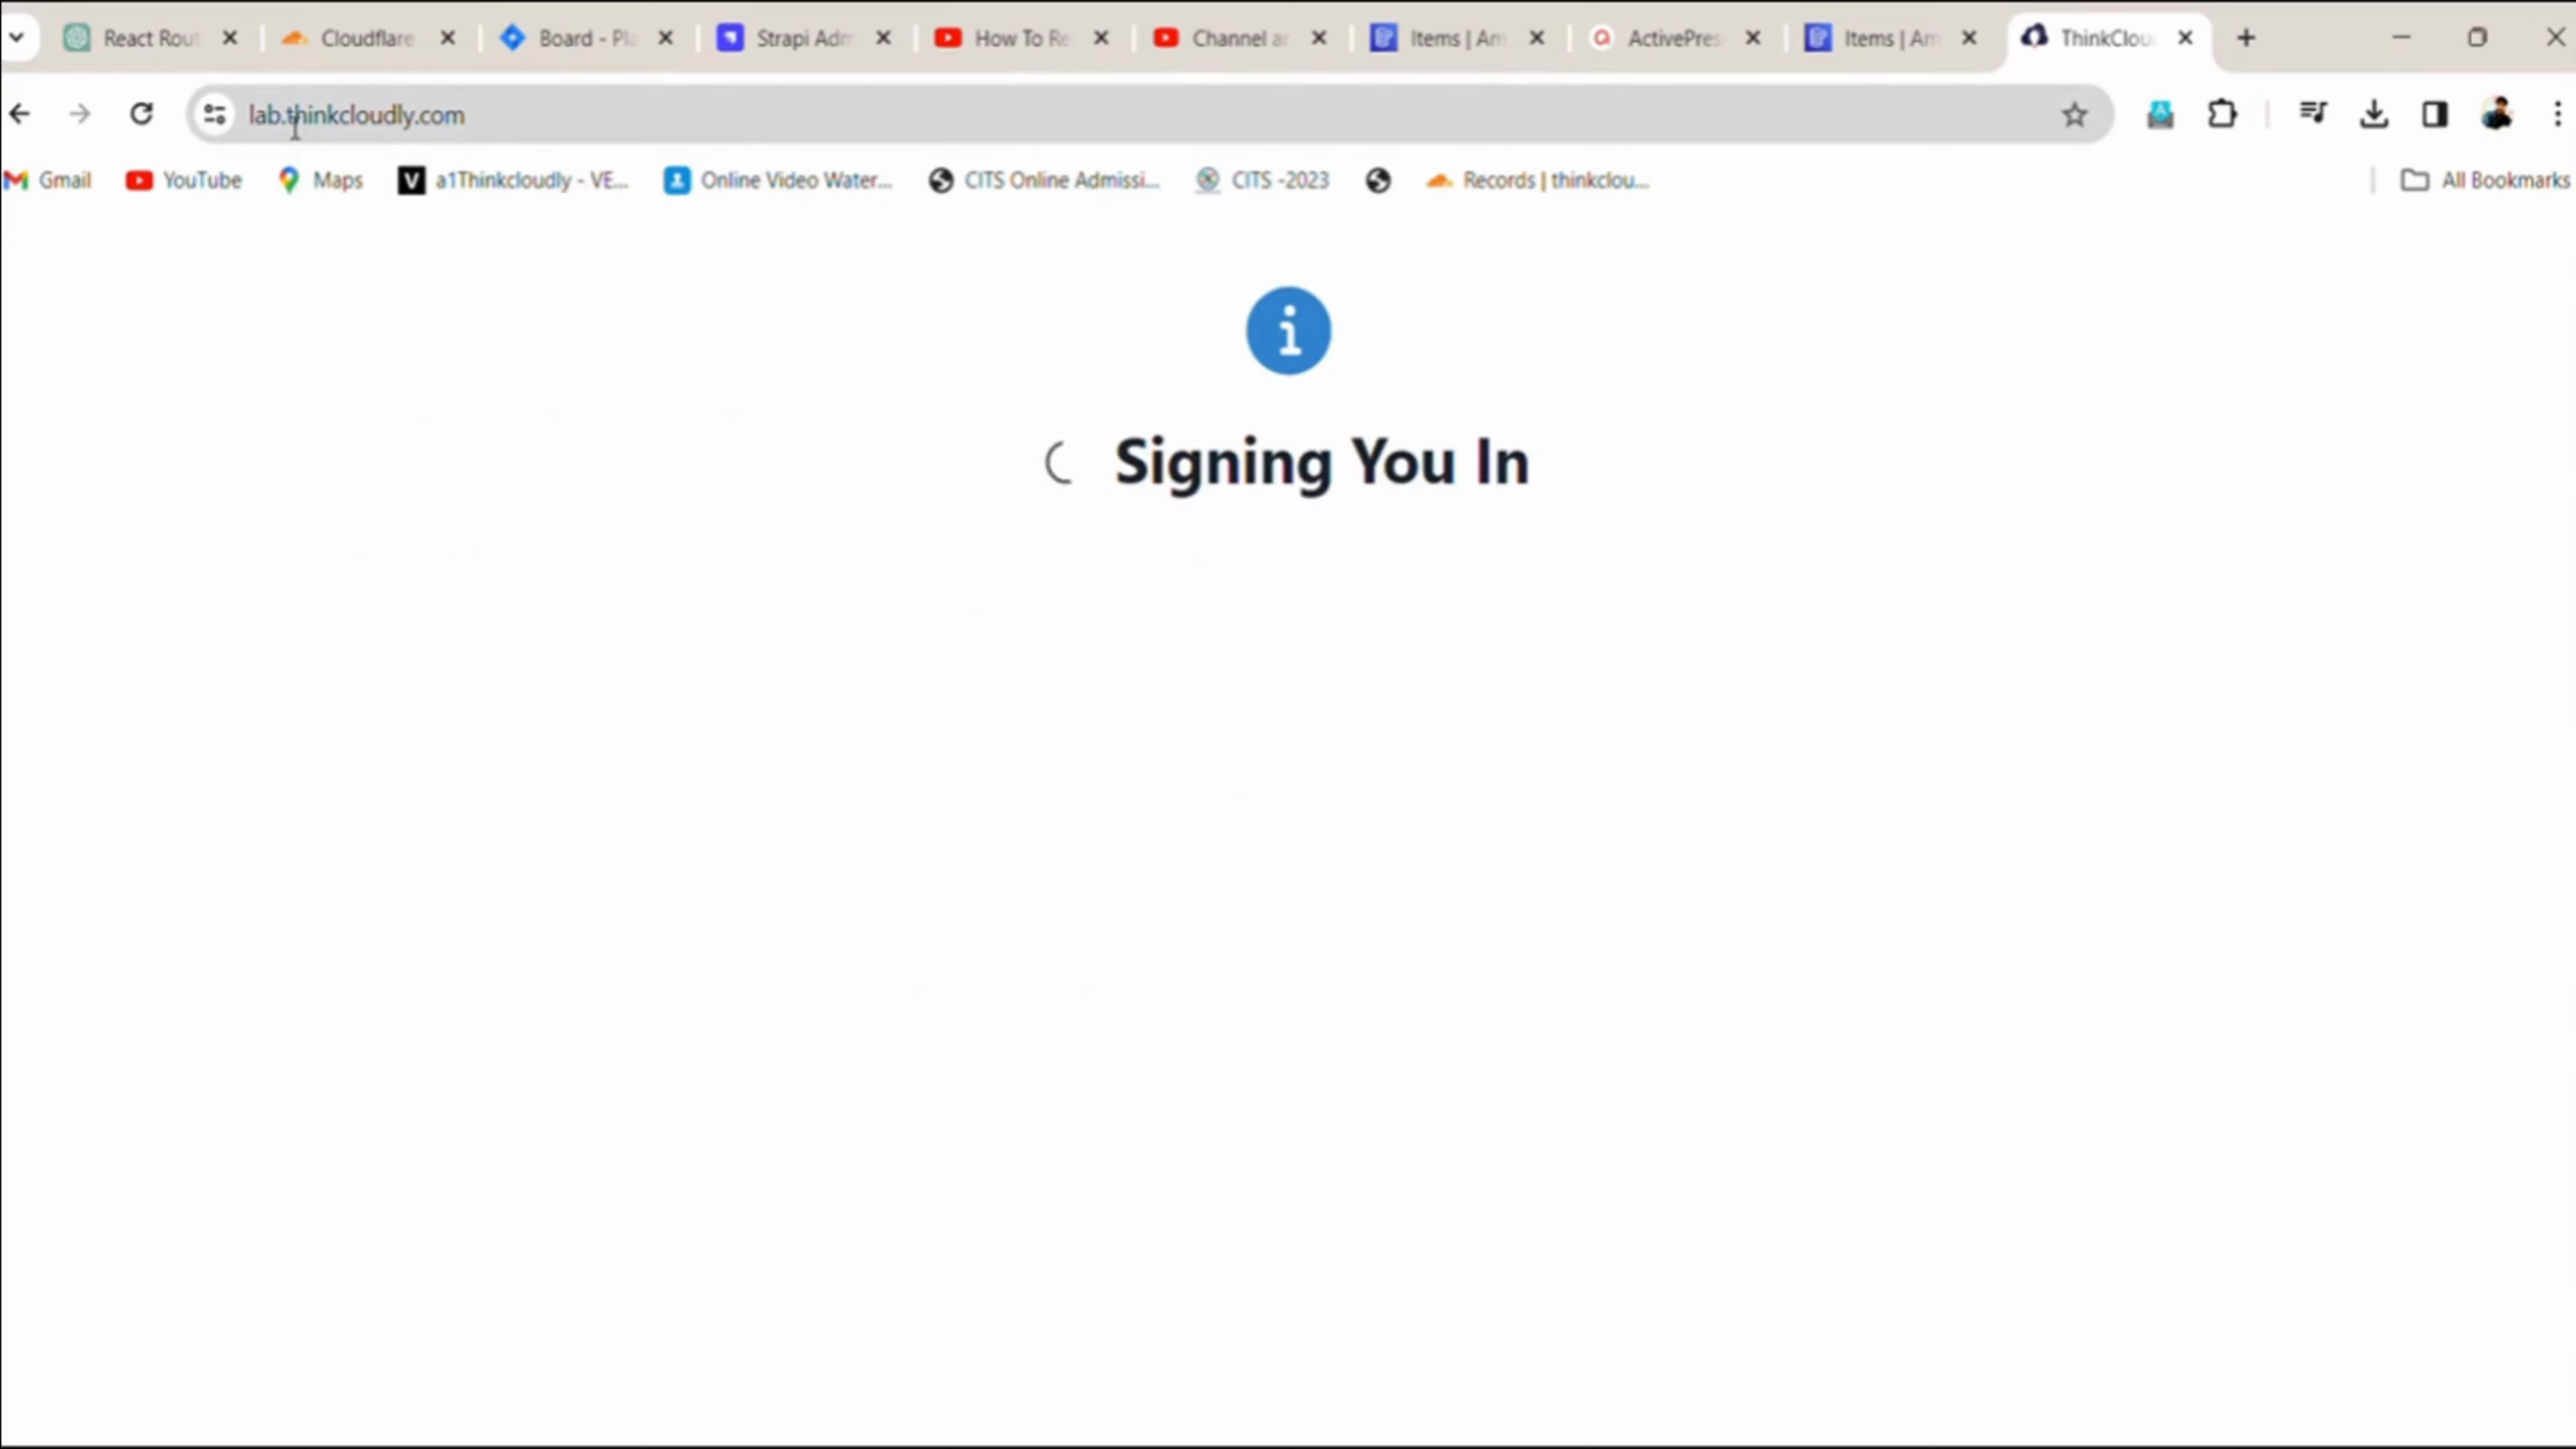 React Rout
Cloudflare
Board - Pla
Strapi Adm
How To Re
Channel an
Items | Am
ActivePres
Items | Am
ThinkClou
lab.thinkcloudly.com
Gmail
YouTube
Maps
a1Thinkcloudly - VE...
Online Video Water...
CITS Online Admissi...
CITS -2023
Records | thinkclou...
All Bookmarks
Signing You In